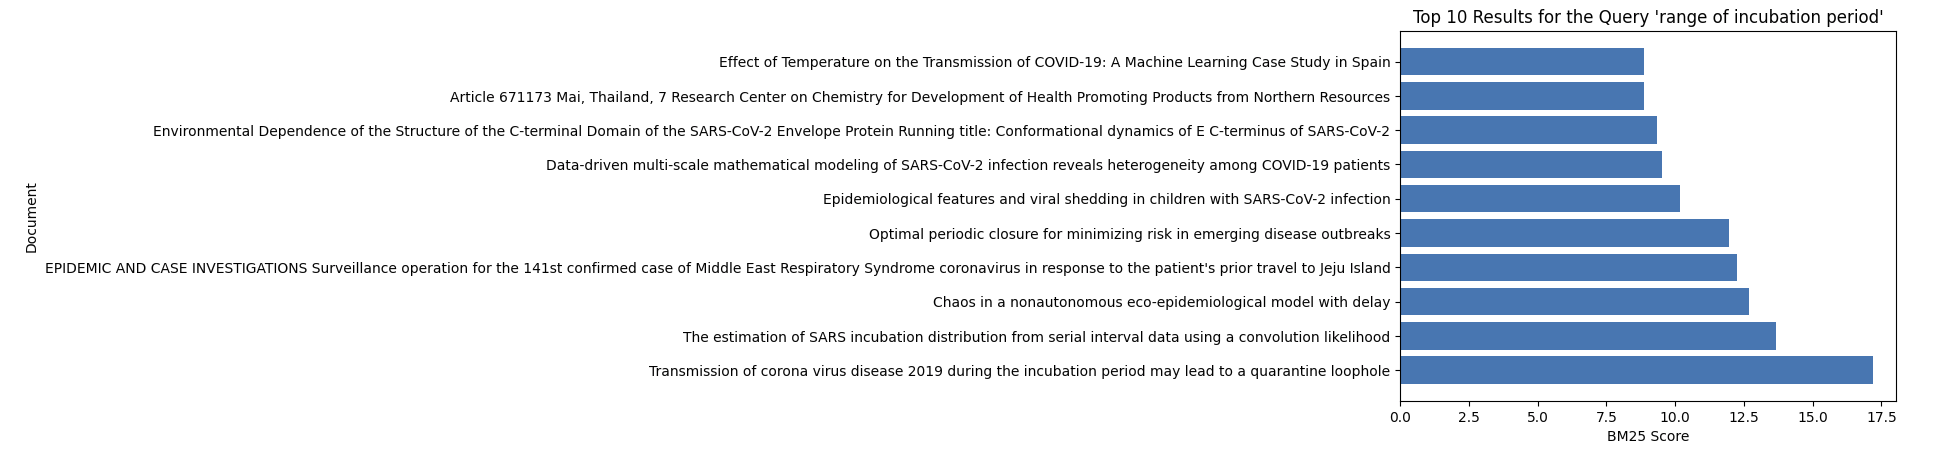 Top 10 Results for the Query 'range of incubation period'
Document
Effect of Temperature on the Transmission of COVID-19: A Machine Learning Case Study in Spain
Article 671173 Mai, Thailand, 7 Research Center on Chemistry for Development of Health Promoting Products from Northern Resources
Environmental Dependence of the Structure of the C-terminal Domain of the SARS-CoV-2 Envelope Protein Running title: Conformational dynamics of E C-terminus of SARS-CoV-2
Data-driven multi-scale mathematical modeling of SARS-CoV-2 infection reveals heterogeneity among COVID-19 patients
Epidemiological features and viral shedding in children with SARS-CoV-2 infection
Optimal periodic closure for minimizing risk in emerging disease outbreaks
EPIDEMIC AND CASE INVESTIGATIONS Surveillance operation for the 141st confirmed case of Middle East Respiratory Syndrome coronavirus in response to the patient's prior travel to Jeju Island
Chaos in a nonautonomous eco-epidemiological model with delay
The estimation of SARS incubation distribution from serial interval data using a convolution likelihood
Transmission of corona virus disease 2019 during the incubation period may lead to a quarantine loophole
0.0 2.5 5.0 7.5 10.0 12.5 15.0 17.5
BM25 Score